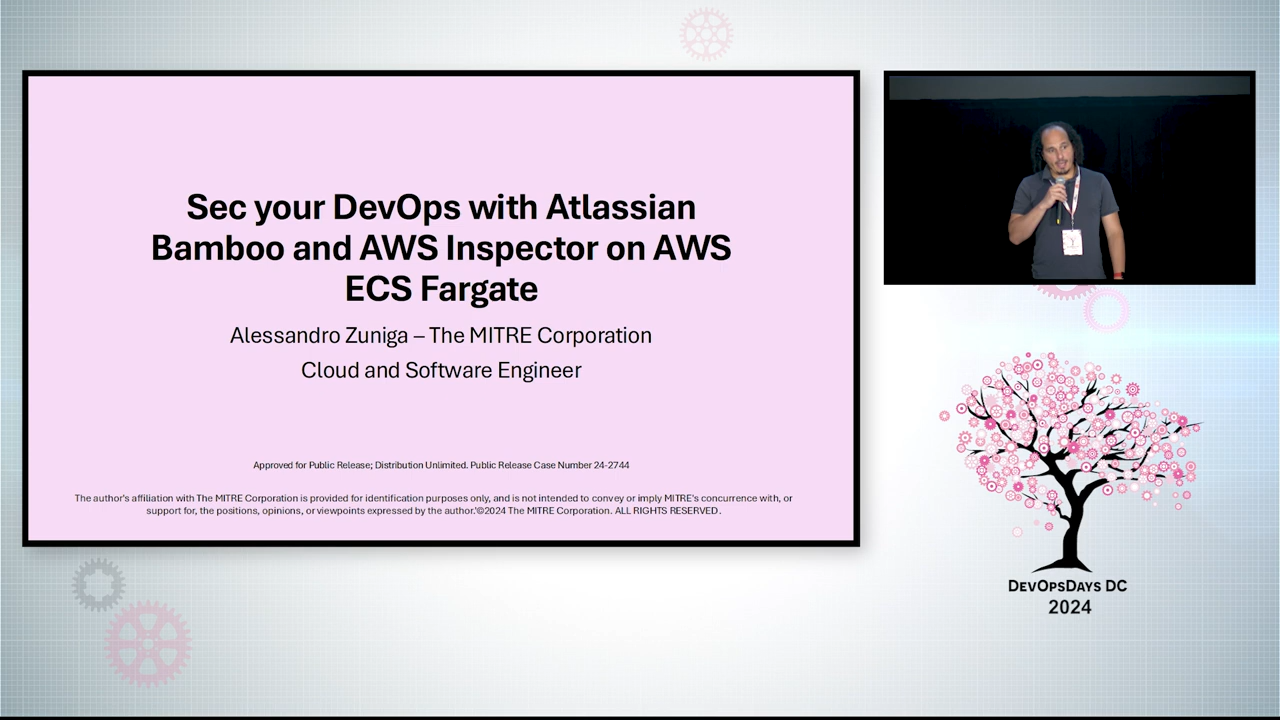 Sec your DevOps with Atlassian
Bamboo and AWS Inspector on AWS
ECS Fargate
Alessandro Zuniga – The MITRE Corporation
Cloud and Software Engineer
Approved for Public Release; Distribution Unlimited. Public Release Case Number 24-2744
The author's affiliation with The MITRE Corporation is provided for identification purposes only, and is not intended to convey or imply MITRE's concurrence with, or
support for, the positions, opinions, or viewpoints expressed by the author.'©2024 The MITRE Corporation. ALL RIGHTS RESERVED.
DEVOPSDAYS DC
2024